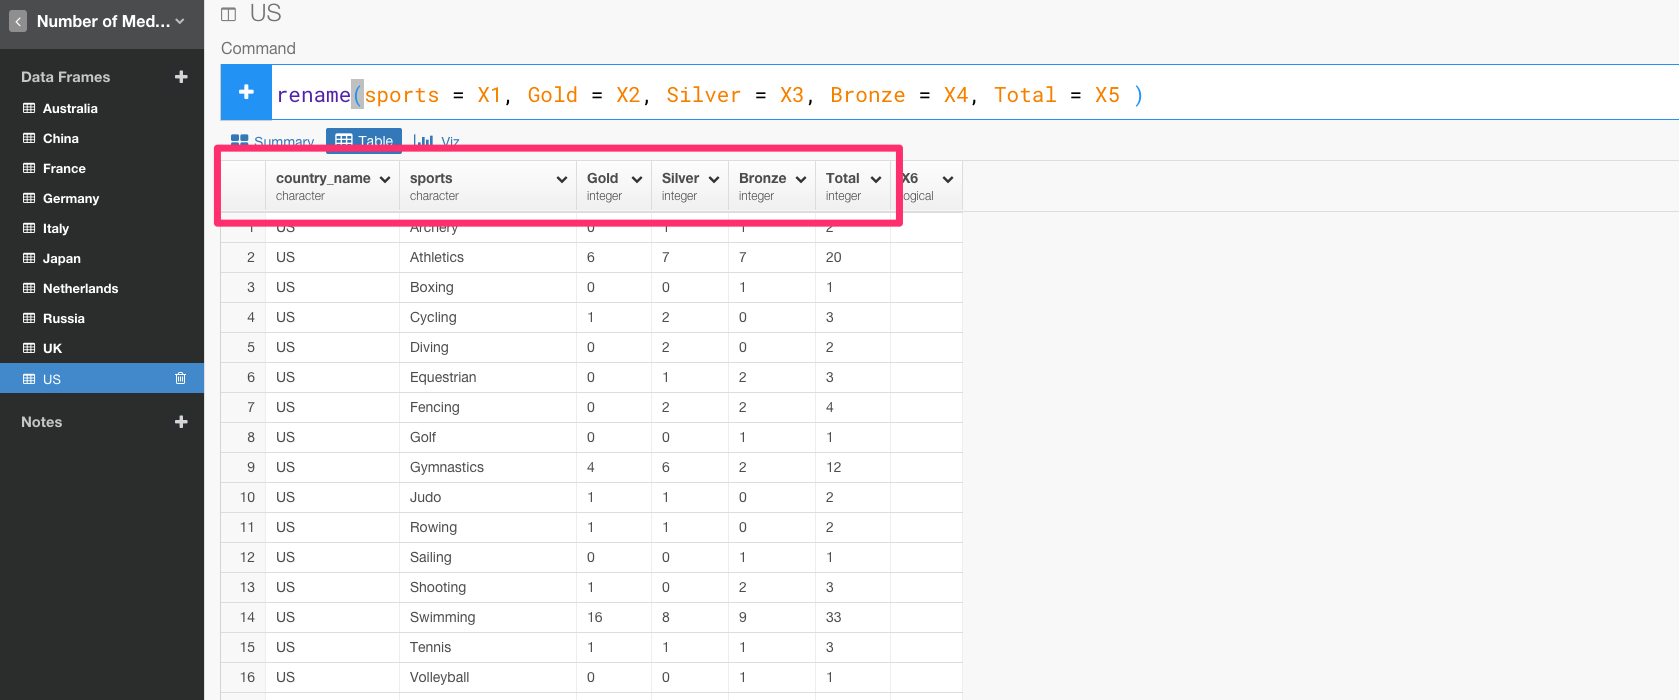 Number of Med...
US
Command
rename(sports = X1, Gold = X2, Silver = X3, Bronze = X4, Total = X5 )
Data Frames
Australia
China
France
Germany
Italy
Japan
Netherlands
Russia
UK
US
Notes
Summary Table Viz
country_name sports Gold Silver Bronze Total X6
character character integer integer integer integer logical
1 US Archery 0 1 1 2
2 US Athletics 6 7 7 20
3 US Boxing 0 0 1 1
4 US Cycling 1 2 0 3
5 US Diving 0 2 0 2
6 US Equestrian 0 1 2 3
7 US Fencing 0 2 2 4
8 US Golf 0 0 1 1
9 US Gymnastics 4 6 2 12
10 US Judo 1 1 0 2
11 US Rowing 1 1 0 2
12 US Sailing 0 0 1 1
13 US Shooting 1 0 2 3
14 US Swimming 16 8 9 33
15 US Tennis 1 1 1 3
16 US Volleyball 0 0 1 1